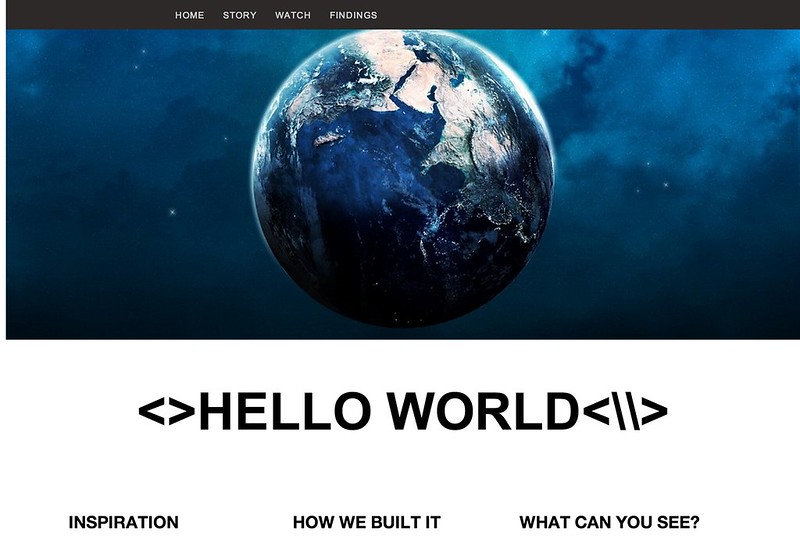 HOME STORY WATCH FINDINGS
<>HELLO WORLD<\\>
INSPIRATION HOW WE BUILT IT WHAT CAN YOU SEE?